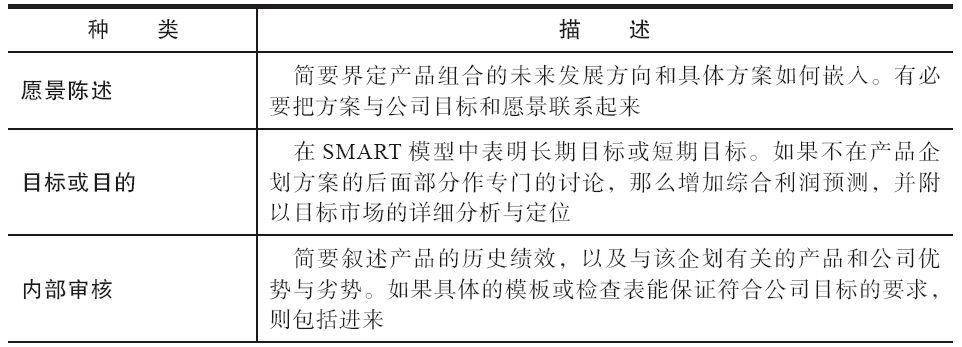 种 类 描 述
愿景陈述
简要界定产品组合的未来发展方向和具体方案如何嵌入。有必
要把方案与公司目标和愿景联系起来
目标或目的
在 SMART 模型中表明长期目标或短期目标。如果不在产品企
划方案的后面部分作专门的讨论，那么增加综合利润预测，并附
以目标市场的详细分析与定位
内部审核
简要叙述产品的历史绩效，以及与该企划有关的产品和公司优
势与劣势。如果具体的模板或检查表能保证符合公司目标的要求，
则包括进来